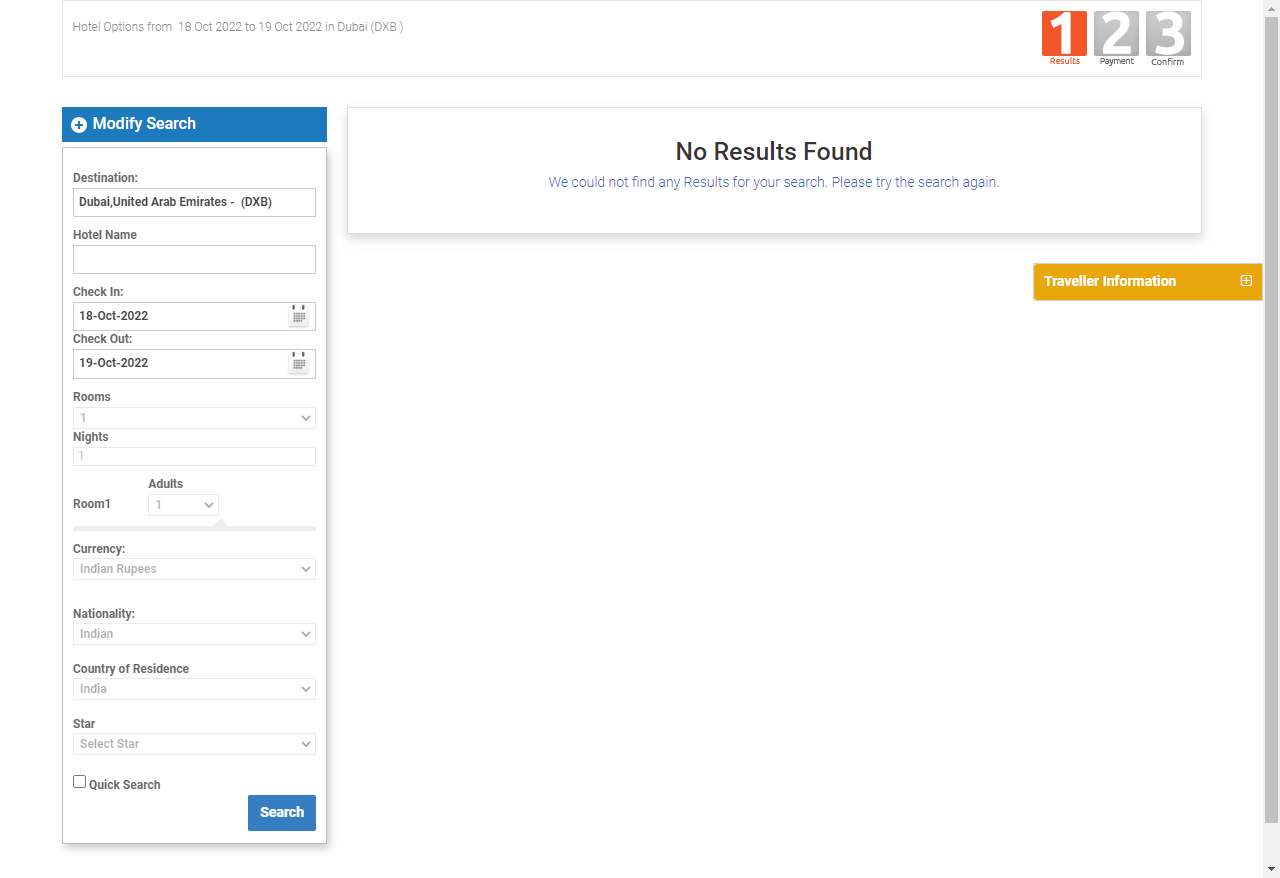 Hotel Options from  18 Oct 2022 to 19 Oct 2022 in Dubai (DXB )
1 2 3
Results Payment Confirm
Modify Search
Destination:
Dubai,United Arab Emirates -  (DXB)
Hotel Name
Check In:
18-Oct-2022
Check Out:
19-Oct-2022
Rooms
1
Nights
1
Adults
Room1 1
Currency:
Indian Rupees
Nationality:
Indian
Country of Residence
India
Star
Select Star
Quick Search
Search
No Results Found
We could not find any Results for your search. Please try the search again.
Traveller Information